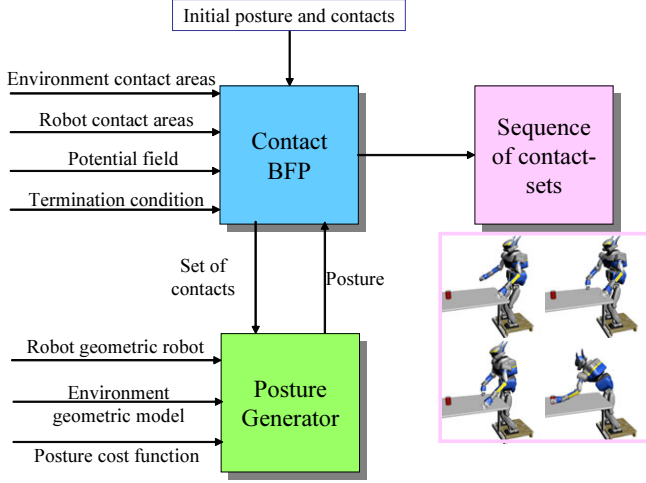 Initial posture and contacts
Environment contact areas
Robot contact areas
Potential field
Termination condition
Contact
BFP
Sequence
of contact-
sets
Set of
contacts
Posture
Robot geometric robot
Environment
geometric model
Posture cost function
Posture
Generator